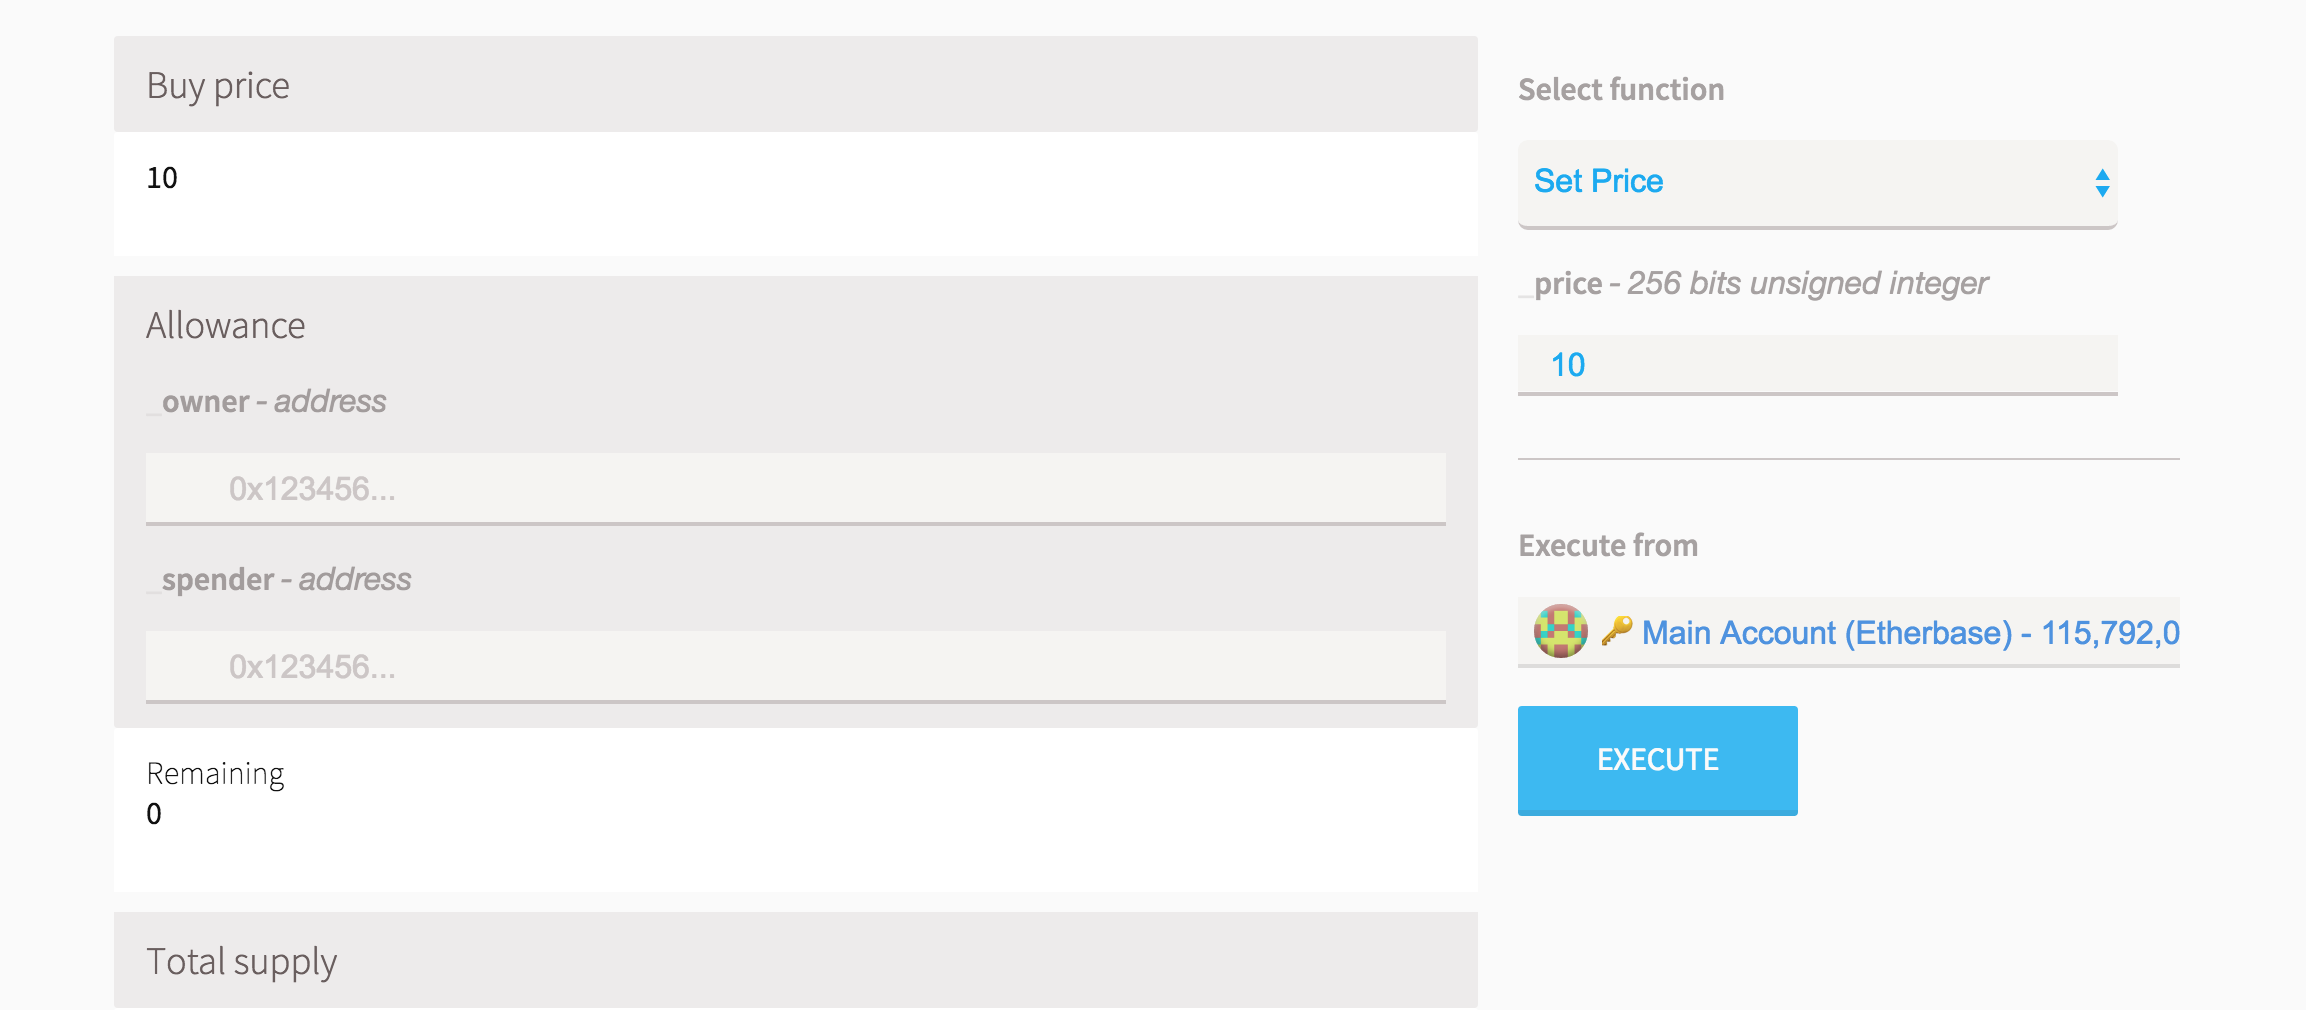 Buy price
10
Allowance
_owner - address
0x123456...
_spender - address
0x123456...
Remaining
0
Total supply
Select function
Set Price
_price - 256 bits unsigned integer
10
Execute from
Main Account (Etherbase) - 115,792,0
EXECUTE